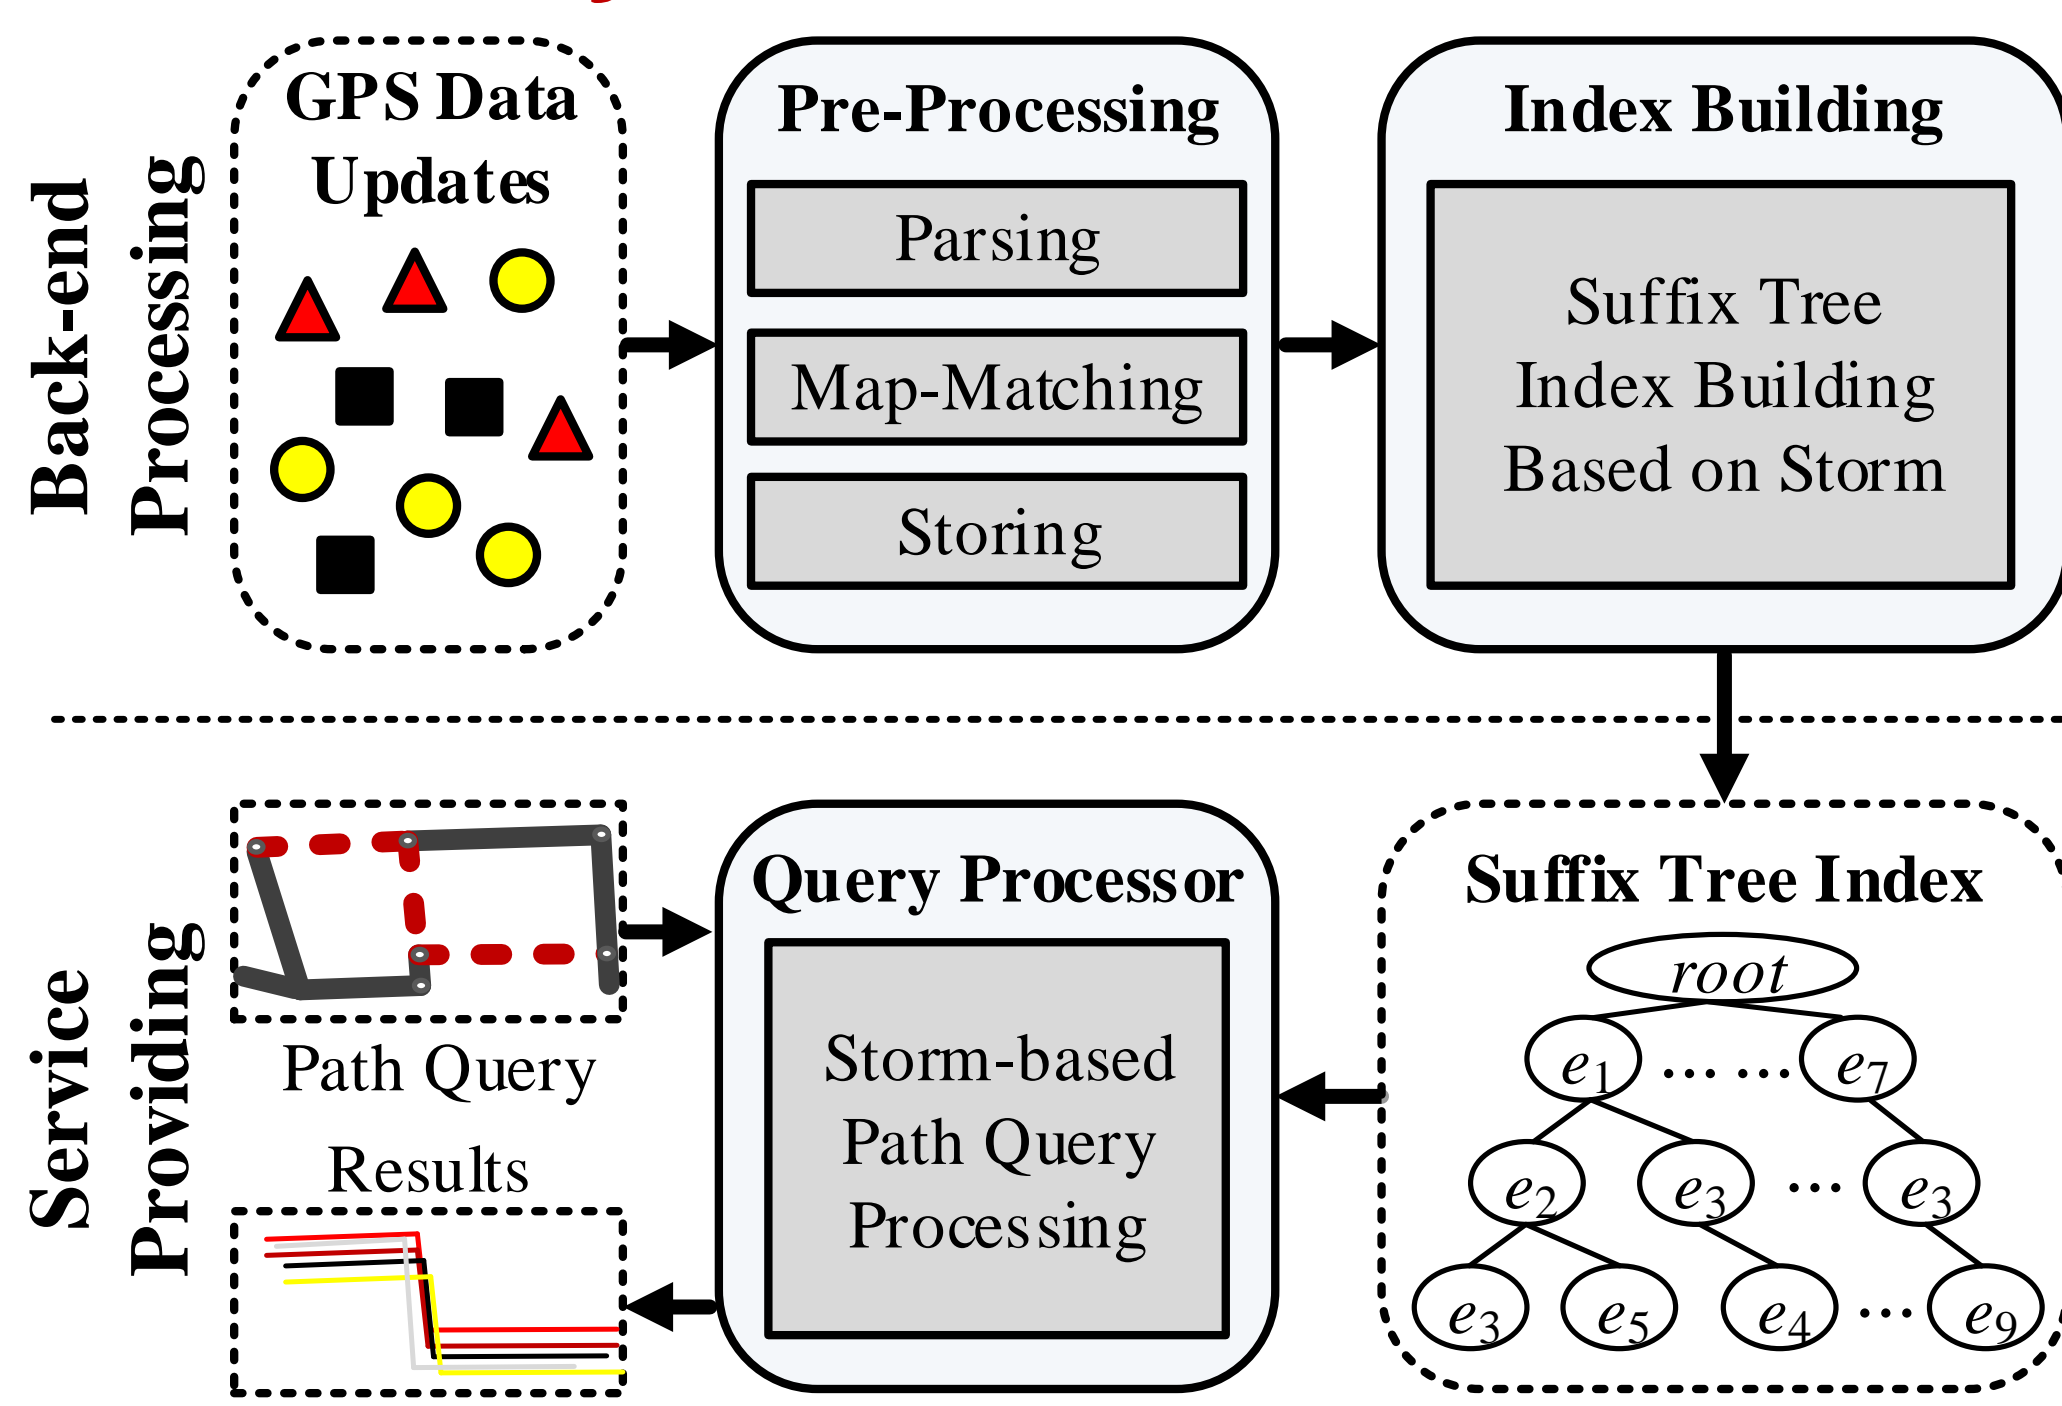 Back-end
Processing
GPS Data
Updates
Pre-Processing
Parsing
Map-Matching
Storing
Index Building
Suffix Tree
Index Building
Based on Storm
Service
Providing
Path Query
Results
Query Processor
Storm-based
Path Query
Processing
Suffix Tree Index
root
e1 ... ... e7
e2 e3 ... e3
e3 e5 e4 ... e9